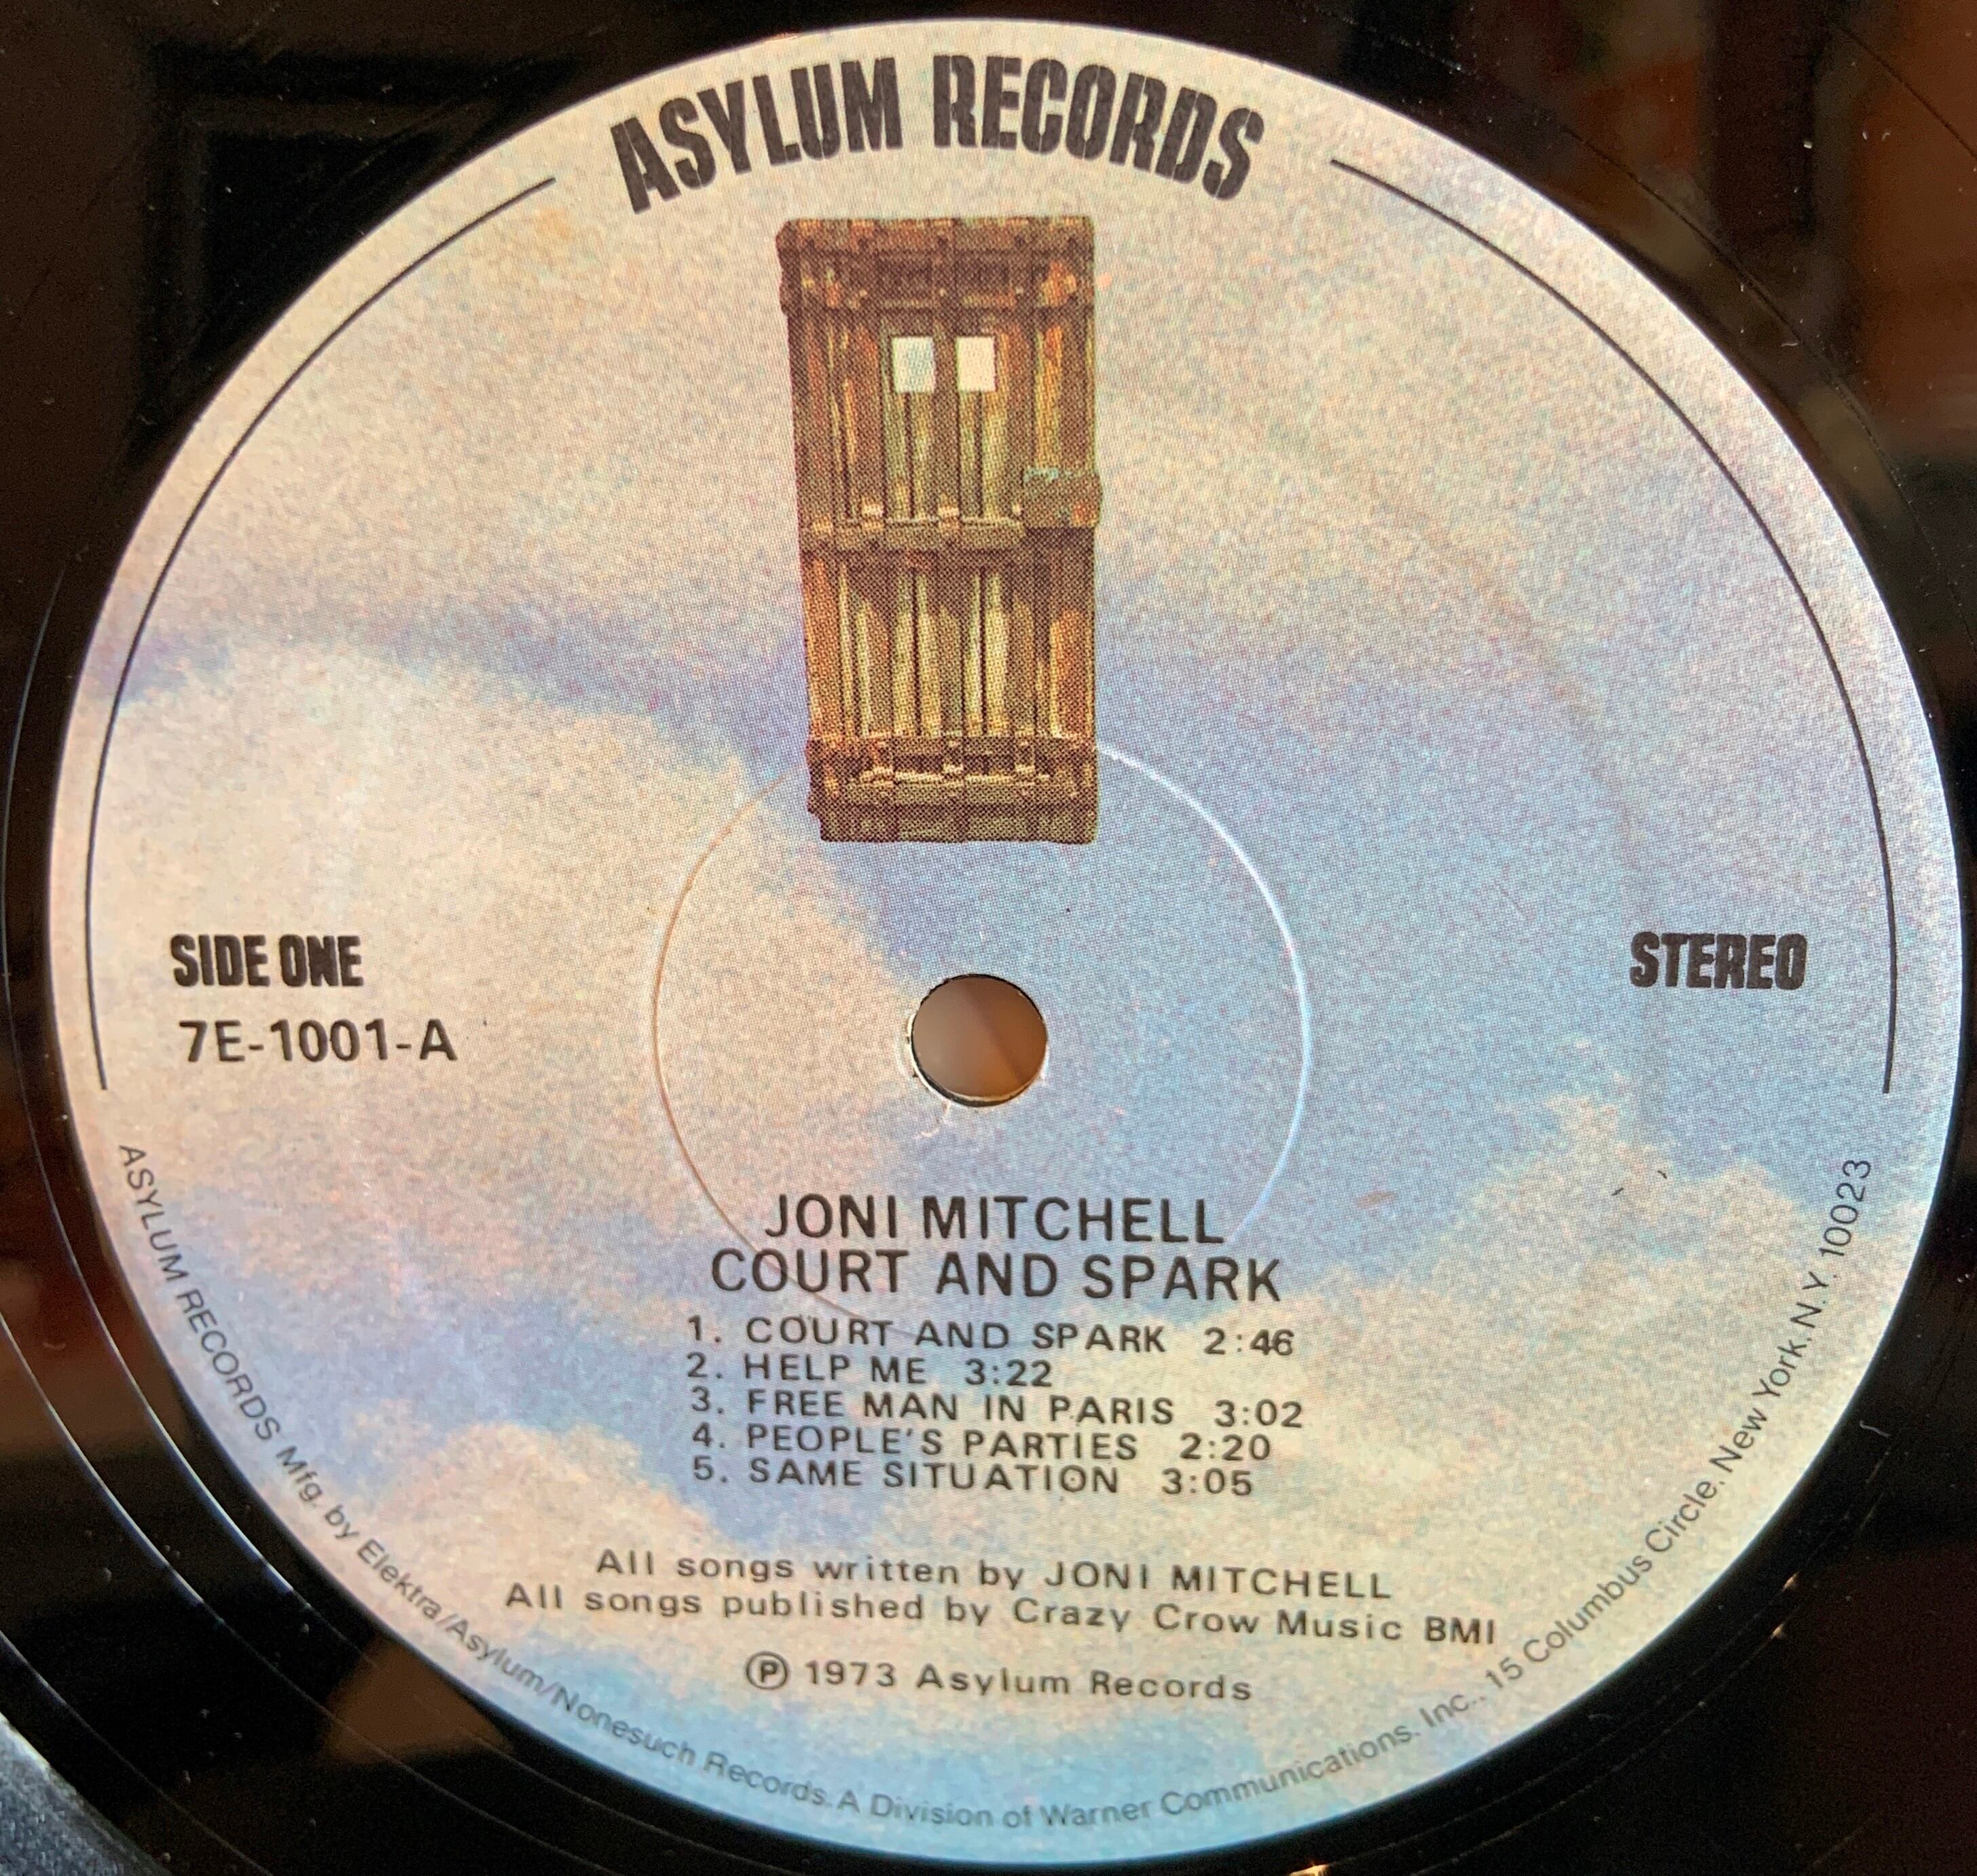 ASYLUM RECORDS
SIDE ONE
7E-1001-A
STEREO
JONI MITCHELL
COURT AND SPARK
1. COURT AND SPARK 2:46
2. HELP ME 3:22
3. FREE MAN IN PARIS 3:02
4. PEOPLE'S PARTIES 2:20
5. SAME SITUATION 3:05
All songs written by JONI MITCHELL
All songs published by Crazy Crow Music BMI
Ⓟ 1973 Asylum Records
ASYLUM RECORDS Mfg. by Elektra/Asylum/Nonesuch Records. A Division of Warner Communications. Inc., 15 Columbus Circle. New York, N.Y. 10023